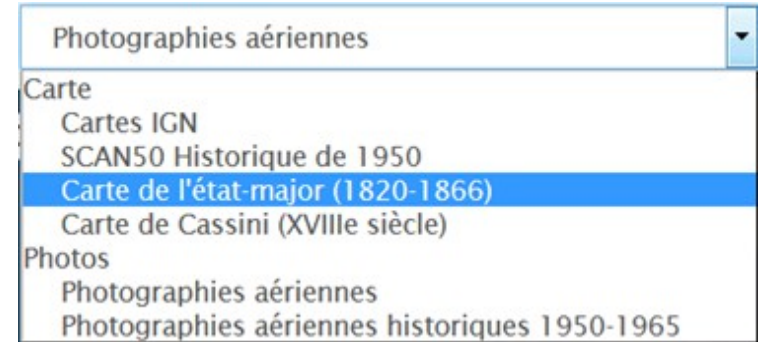 Photographies aériennes
Carte
Cartes IGN
SCAN50 Historique de 1950
Carte de l'état-major (1820-1866)
Carte de Cassini (XVIIIe siècle)
Photos
Photographies aériennes
Photographies aériennes historiques 1950-1965